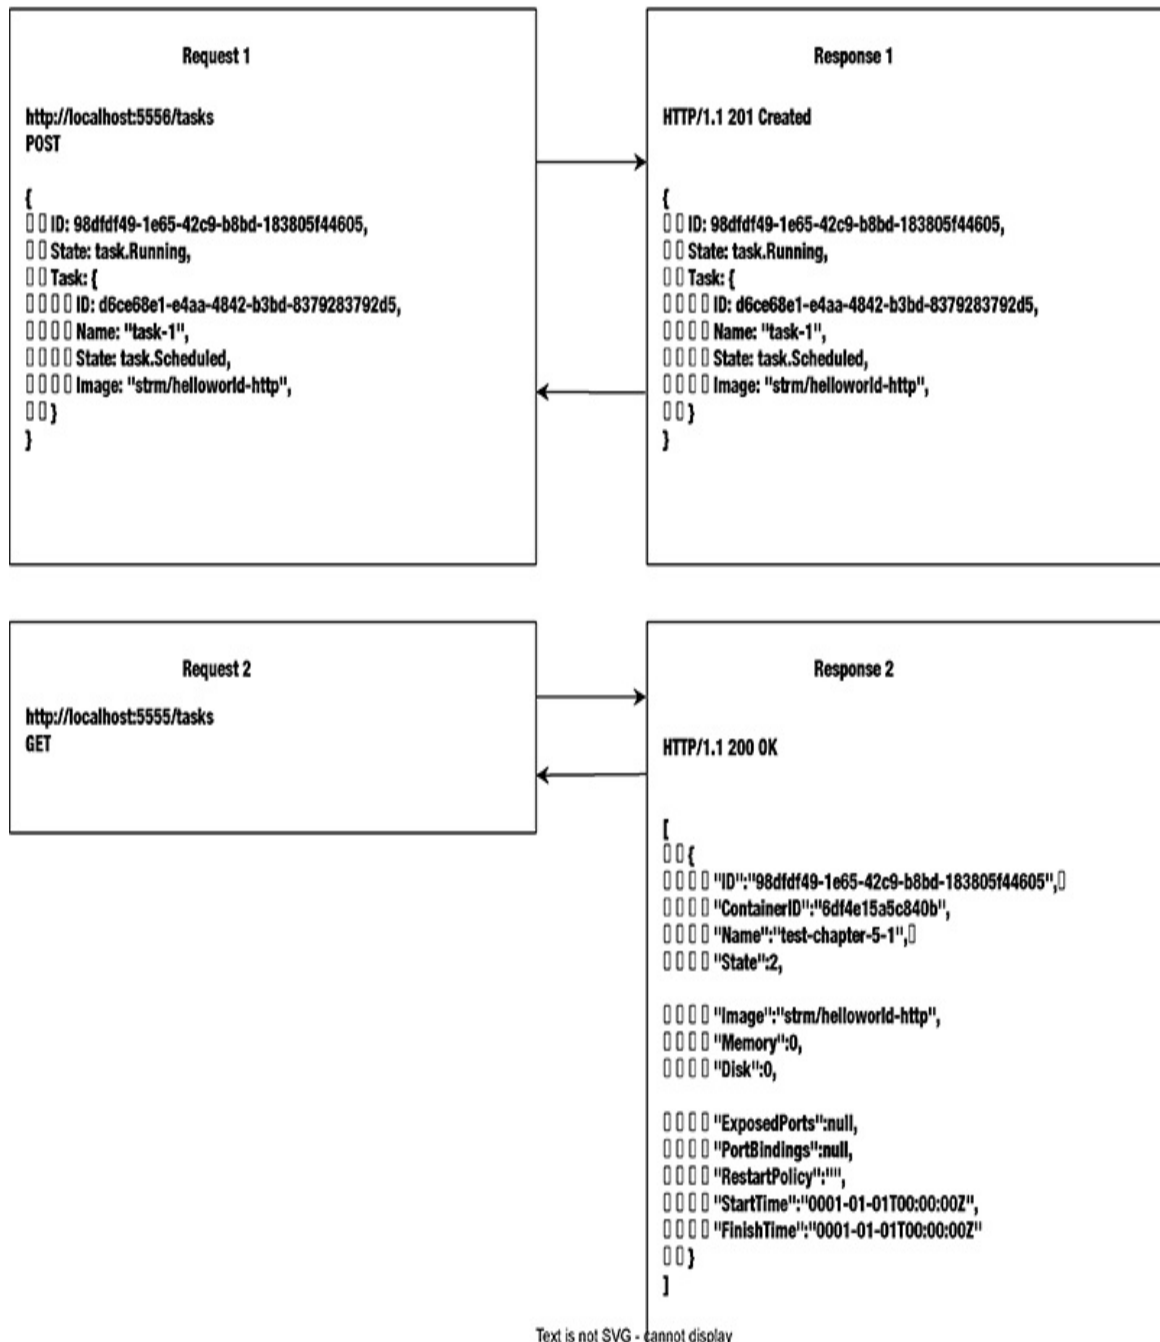 Request 1
http://localhost:5556/tasks
POST
{
ID: 98dfdf49-1e65-42c9-b8bd-183805f44605,
State: task.Running,
Task: {
ID: d6ce68e1-e4aa-4842-b3bd-8379283792d5,
Name: "task-1",
State: task.Scheduled,
Image: "strm/helloworld-http",
}
}
Response 1
HTTP/1.1 201 Created
{
ID: 98dfdf49-1e65-42c9-b8bd-183805f44605,
State: task.Running,
Task: {
ID: d6ce68e1-e4aa-4842-b3bd-8379283792d5,
Name: "task-1",
State: task.Scheduled,
Image: "strm/helloworld-http",
}
}
Request 2
http://localhost:5555/tasks
GET
Response 2
HTTP/1.1 200 OK
[
{
"ID":"98dfdf49-1e65-42c9-b8bd-183805f44605",
"ContainerID":"6df4e15a5c840b",
"Name":"test-chapter-5-1",
"State":2,
"Image":"strm/helloworld-http",
"Memory":0,
"Disk":0,
"ExposedPorts":null,
"PortBindings":null,
"RestartPolicy":"",
"StartTime":"0001-01-01T00:00:00Z",
"FinishTime":"0001-01-01T00:00:00Z"
}
]
Text is not SVG - cannot display